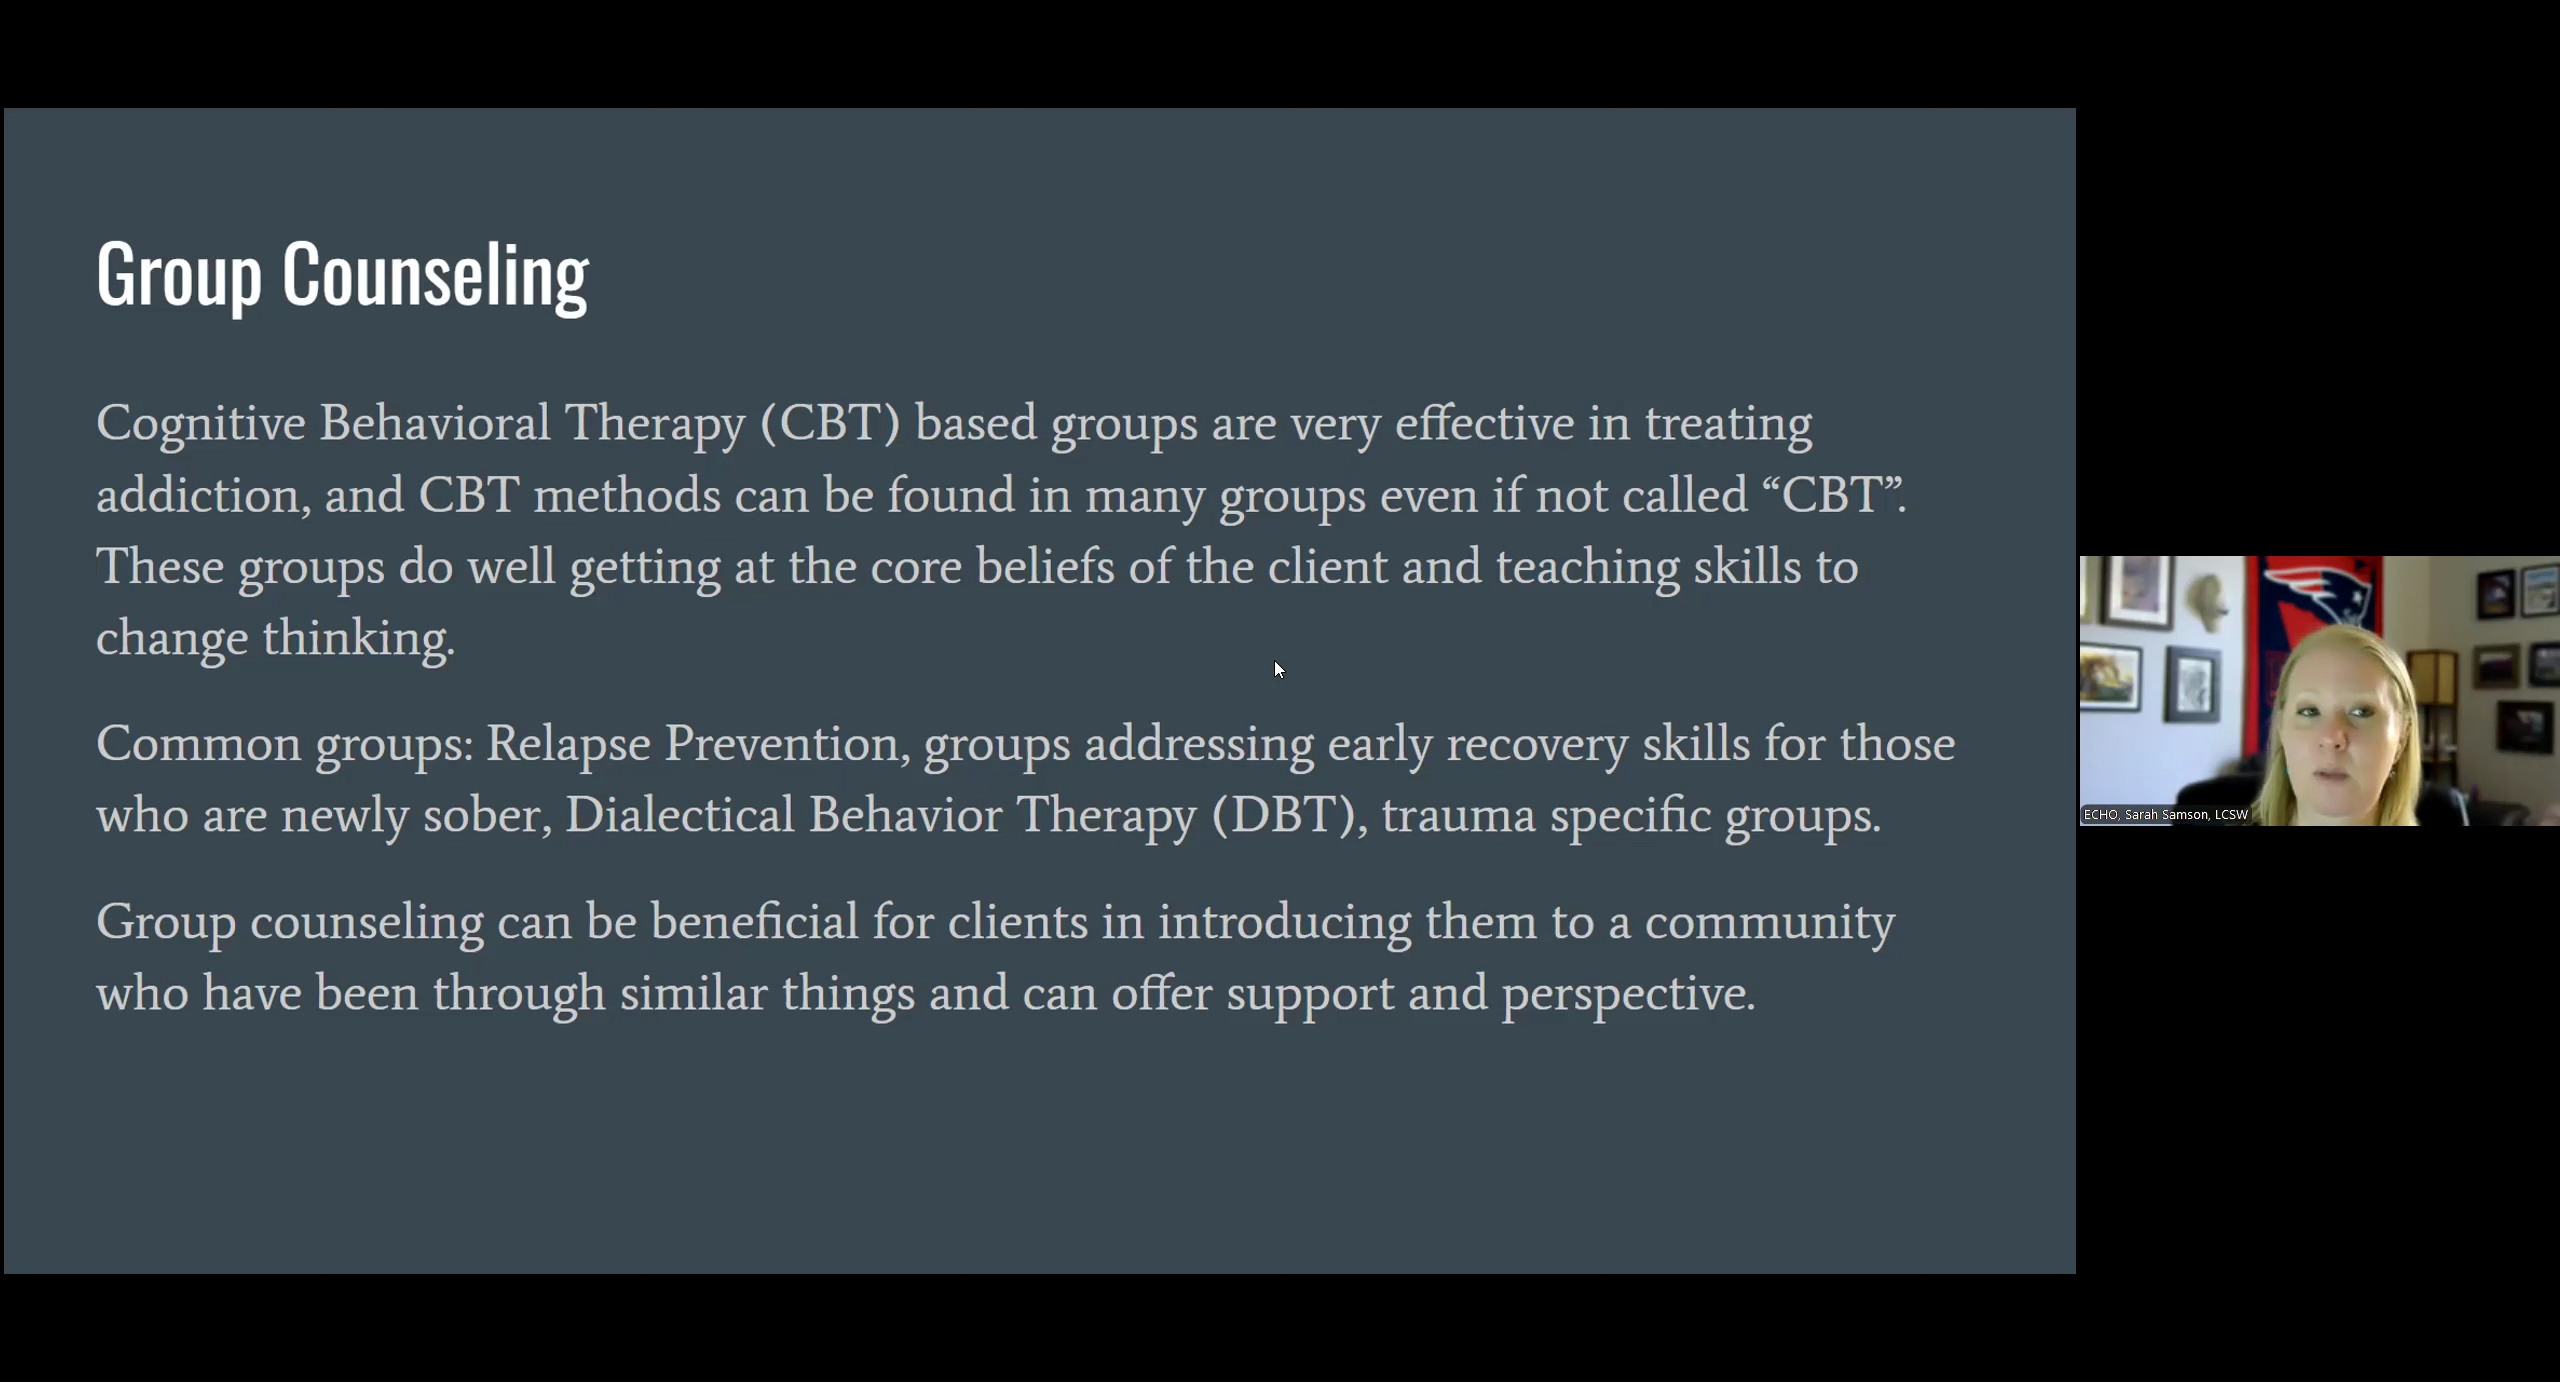 Group Counseling
Cognitive Behavioral Therapy (CBT) based groups are very effective in treating
addiction, and CBT methods can be found in many groups even if not called “CBT”.
These groups do well getting at the core beliefs of the client and teaching skills to
change thinking.
Common groups: Relapse Prevention, groups addressing early recovery skills for those
who are newly sober, Dialectical Behavior Therapy (DBT), trauma specific groups.
Group counseling can be beneficial for clients in introducing them to a community
who have been through similar things and can offer support and perspective.
ECHO, Sarah Samson, LCSW